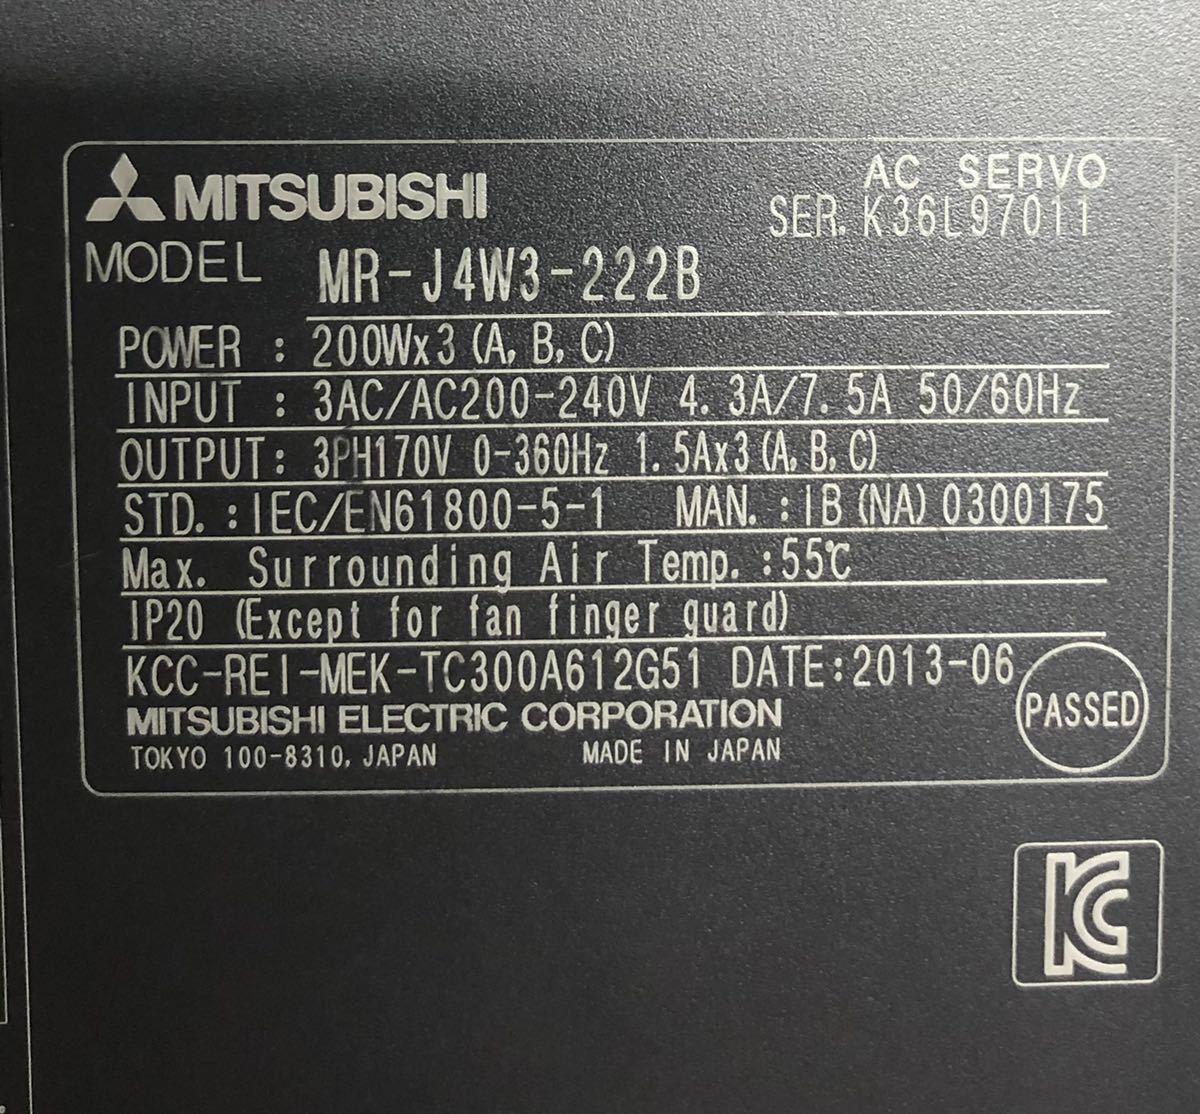 MITSUBISHI
AC SERVO
SER. K36L97011
MODEL MR-J4W3-222B
POWER : 200Wx3 (A, B, C)
INPUT : 3AC/AC200-240V 4.3A/7.5A 50/60Hz
OUTPUT: 3PH170V 0-360Hz 1.5Ax3 (A, B, C)
STD. : IEC/EN61800-5-1 MAN. : IB (NA) 0300175
Max. Surrounding Air Temp. :55℃
IP20 (Except for fan finger guard)
KCC-REI-MEK-TC300A612G51 DATE:2013-06
MITSUBISHI ELECTRIC CORPORATION
TOKYO 100-8310, JAPAN MADE IN JAPAN
PASSED
KC